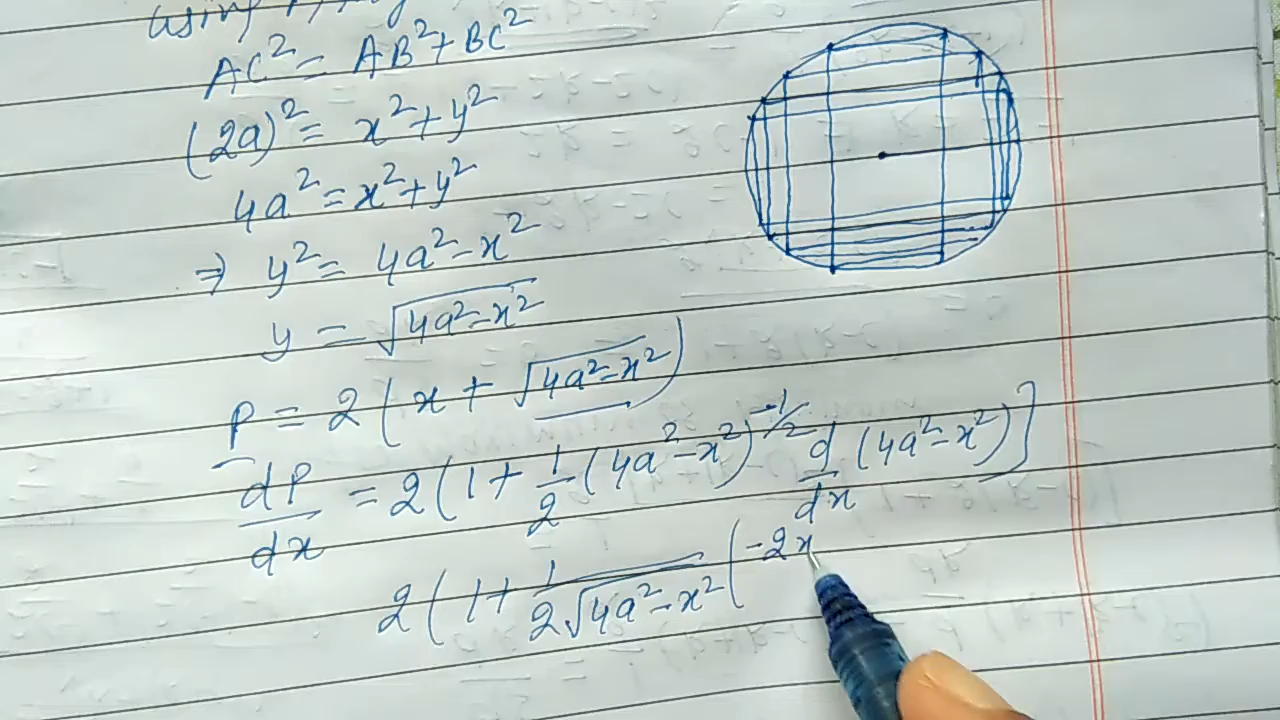 using
AC² = AB² + BC²
(2a)² = x² + y²
4a² = x² + y²
⇒ y² = 4a² - x²
y = √(4a² - x²)
P = 2(x + √(4a² - x²))
dP/dx = 2(1 + 1/2 (4a² - x²)^(-1/2) d/dx (4a² - x²)]
2(1 + 1/(2√(4a² - x²)) (-2x